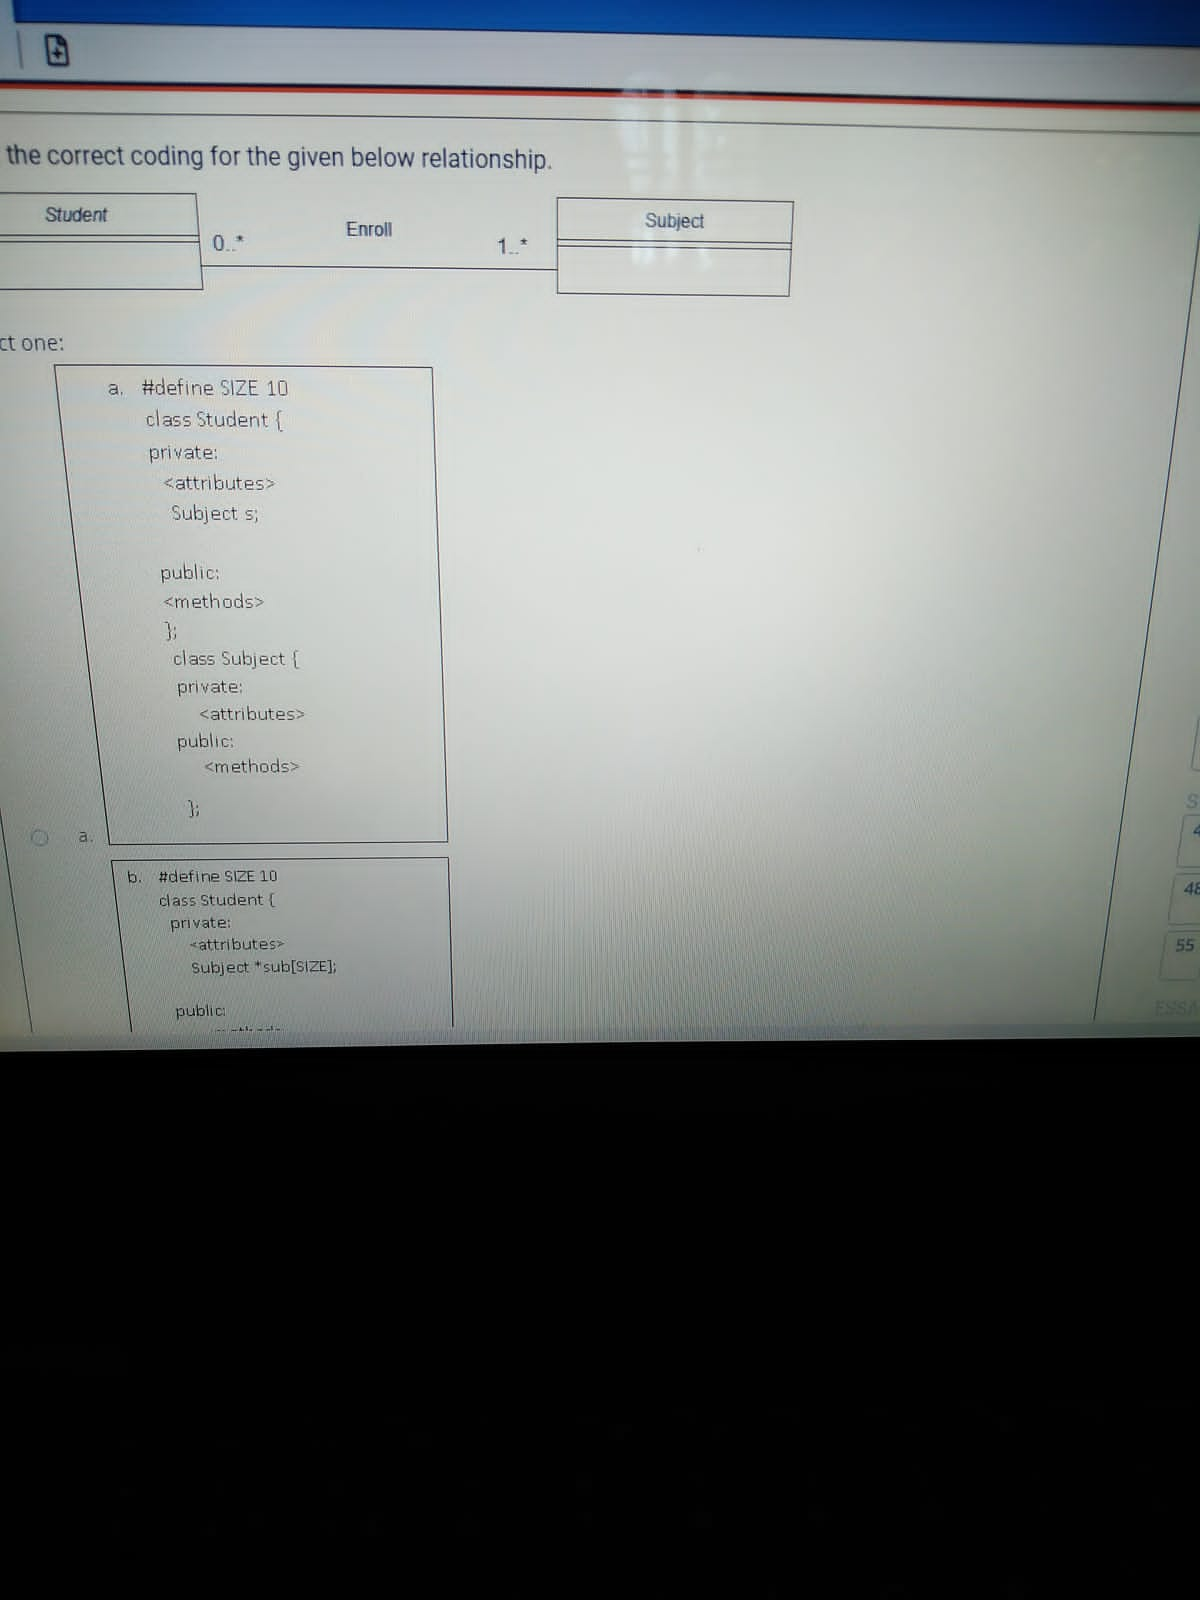 the correct coding for the given below relationship.
Student
0..*
Enroll
1..*
Subject
ct one:
a. #define SIZE 10
class Student {
private:
<attributes>
Subject s;
public:
<methods>
};
class Subject {
private:
<attributes>
public:
<methods>
};
a.
b. #define SIZE 10
class Student {
private:
<attributes>
Subject *sub[SIZE];
public:
S
4
48
55
ESSA